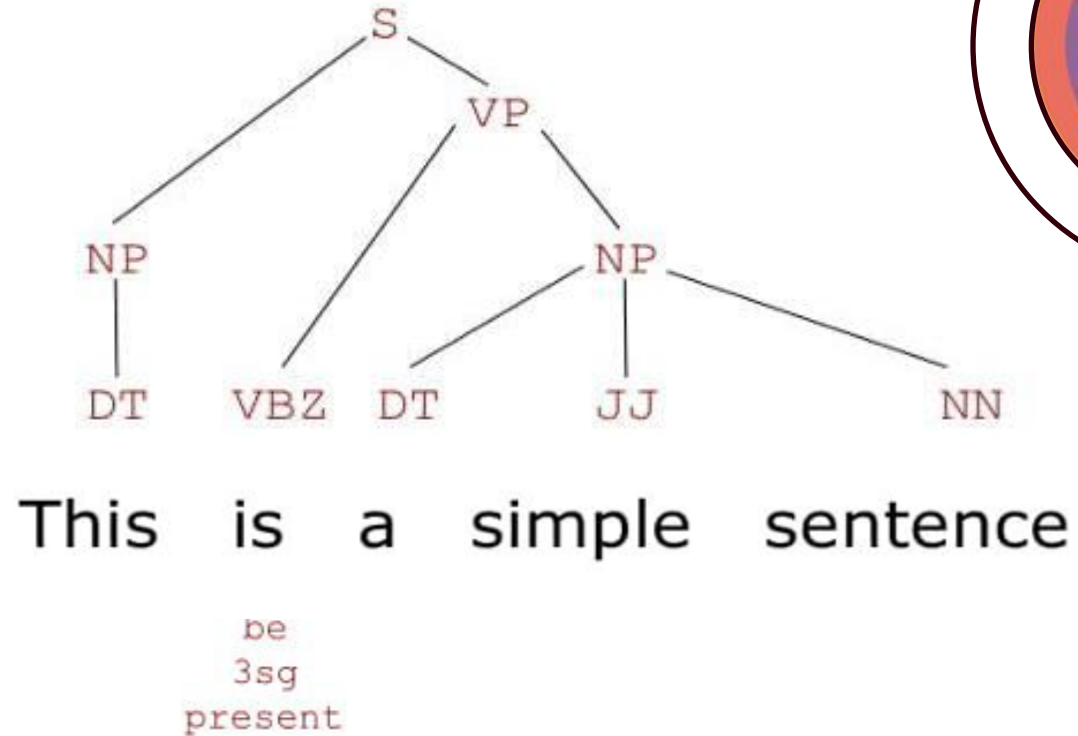 S
VP
NP NP
DT VBZ DT JJ NN
This is a simple sentence
be
3sg
present